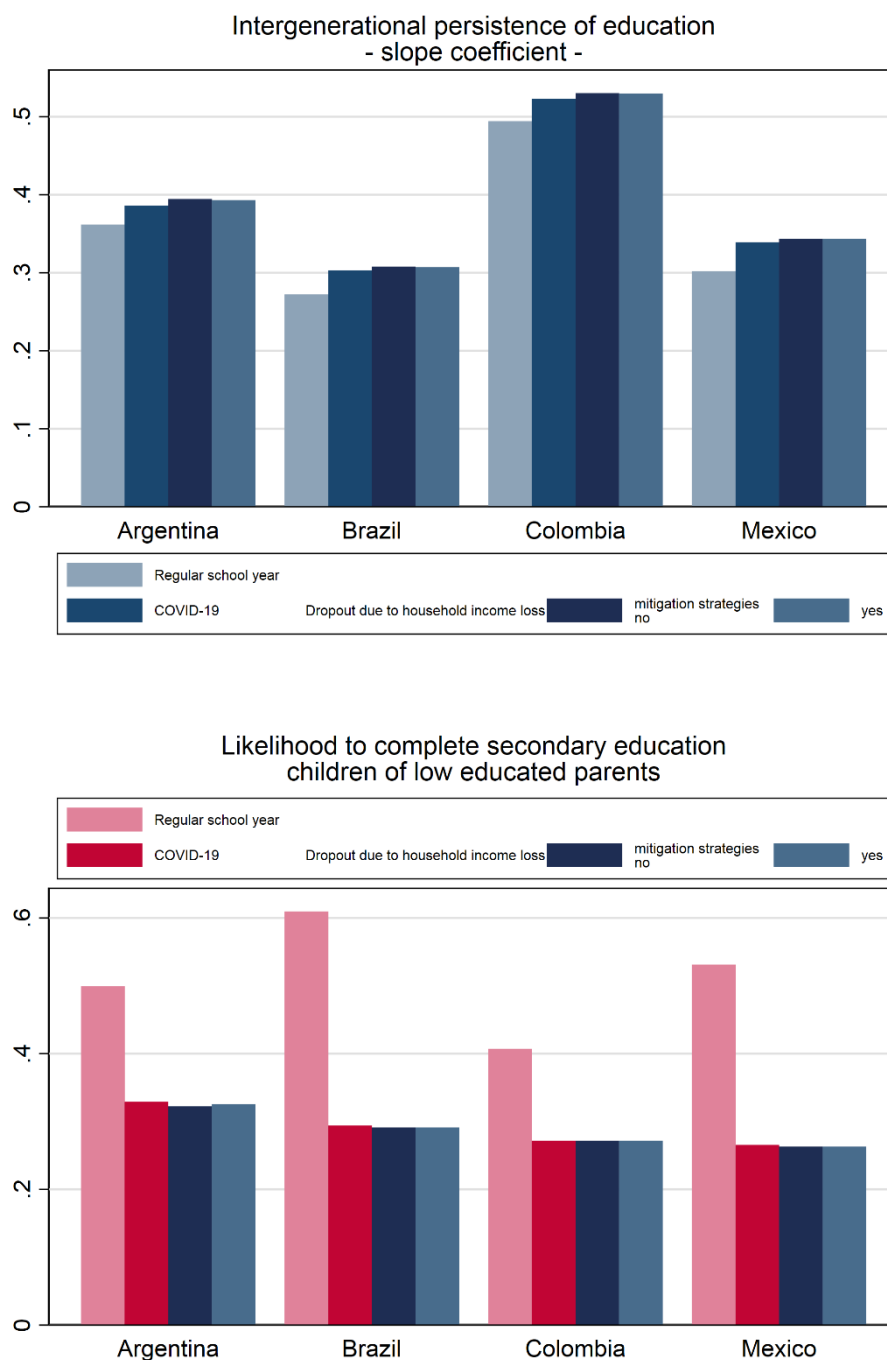 Intergenerational persistence of education
- slope coefficient -
.5
.4
.3
.2
.1
0
Argentina Brazil Colombia Mexico
Regular school year
COVID-19 Dropout due to household income loss mitigation strategies no yes
Likelihood to complete secondary education
children of low educated parents
Regular school year
COVID-19 Dropout due to household income loss mitigation strategies no yes
.6
.4
.2
0
Argentina Brazil Colombia Mexico